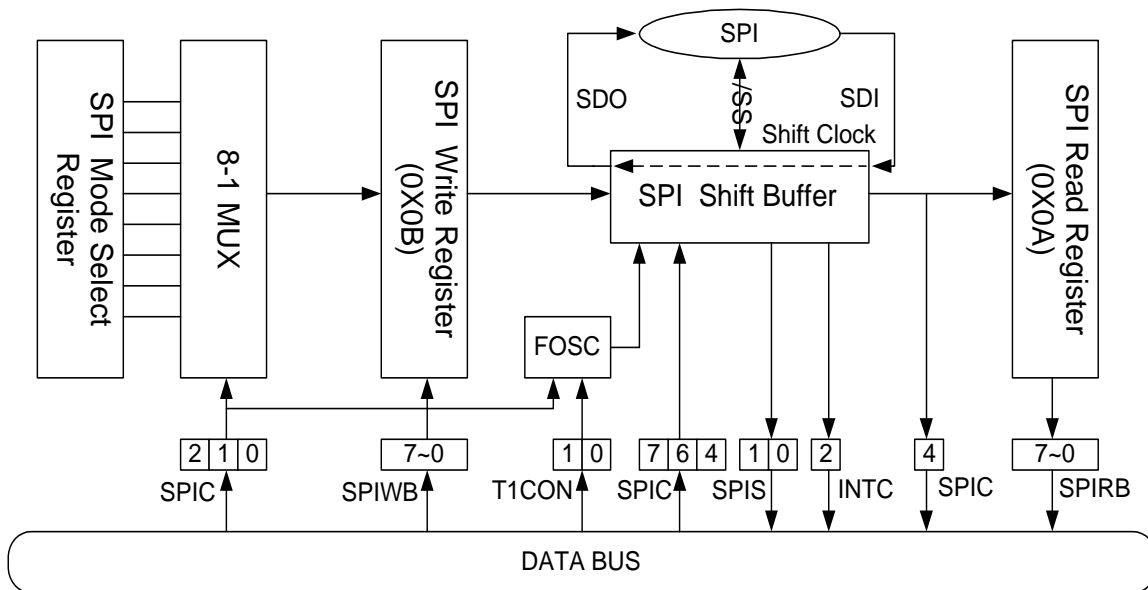 SPI
SDO
/SS
SDI
Shift Clock
SPI Mode Select
Register
8-1 MUX
SPI Write Register
(0X0B)
SPI Shift Buffer
SPI Read Register
(0X0A)
FOSC
2 1 0
7~0
1 0
7 6 4
1 0
2
4
7~0
SPIC
SPIWB
T1CON
SPIC
SPIS
INTC
SPIC
SPIRB
DATA BUS